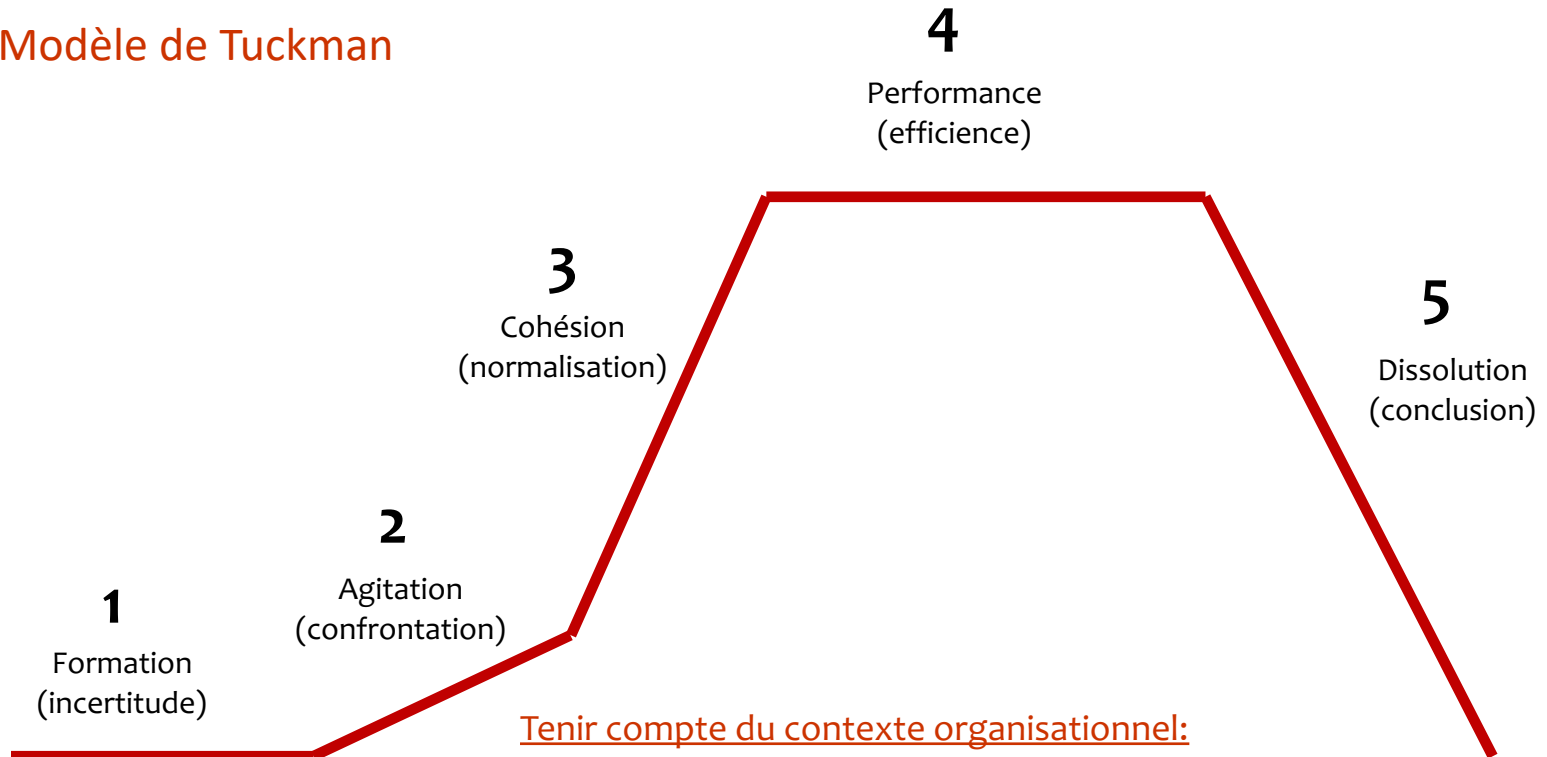 Modèle de Tuckman
1
Formation
(incertitude)
2
Agitation
(confrontation)
3
Cohésion
(normalisation)
4
Performance
(efficience)
5
Dissolution
(conclusion)
Tenir compte du contexte organisationnel: